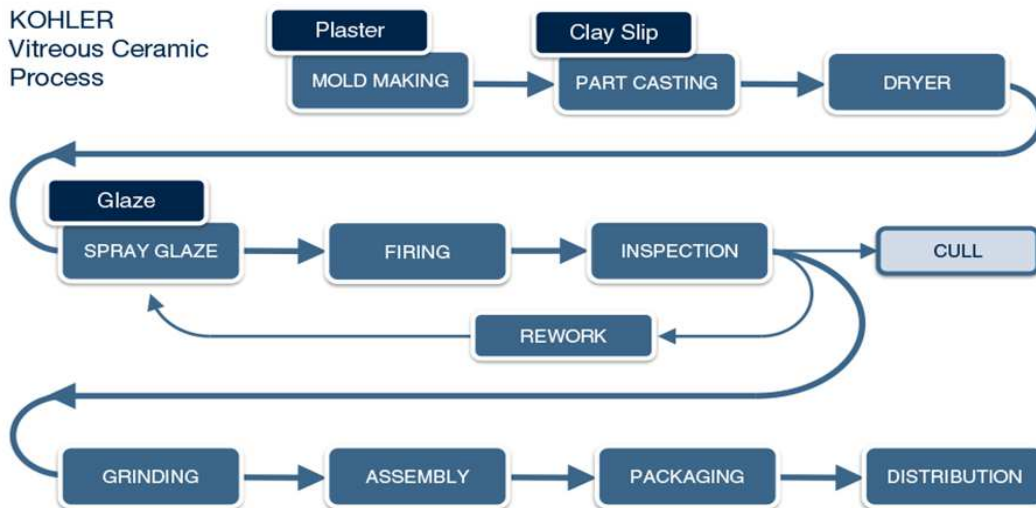 KOHLER
Vitreous Ceramic
Process
Plaster
MOLD MAKING
Clay Slip
PART CASTING
DRYER
Glaze
SPRAY GLAZE
FIRING
INSPECTION
CULL
REWORK
GRINDING
ASSEMBLY
PACKAGING
DISTRIBUTION